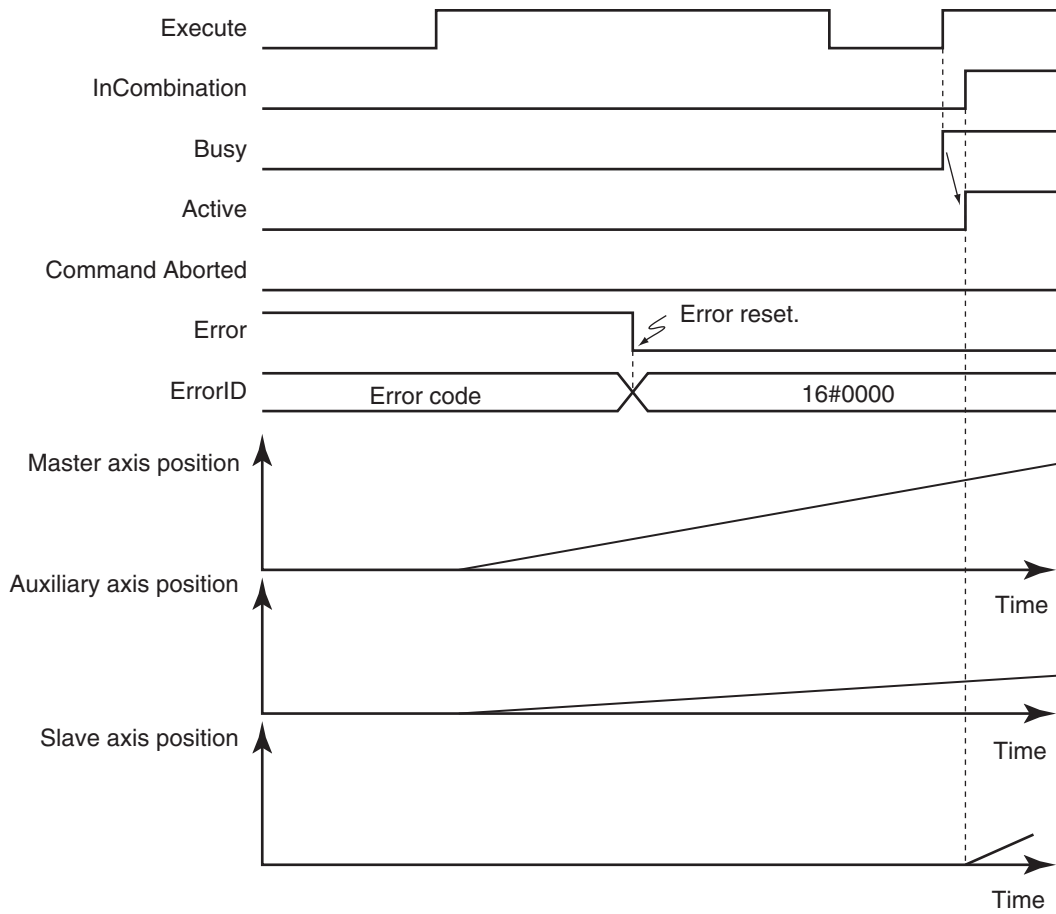 Execute
InCombination
Busy
Active
Command Aborted
Error
Error reset.
ErrorID
Error code
16#0000
Master axis position
Time
Auxiliary axis position
Time
Slave axis position
Time